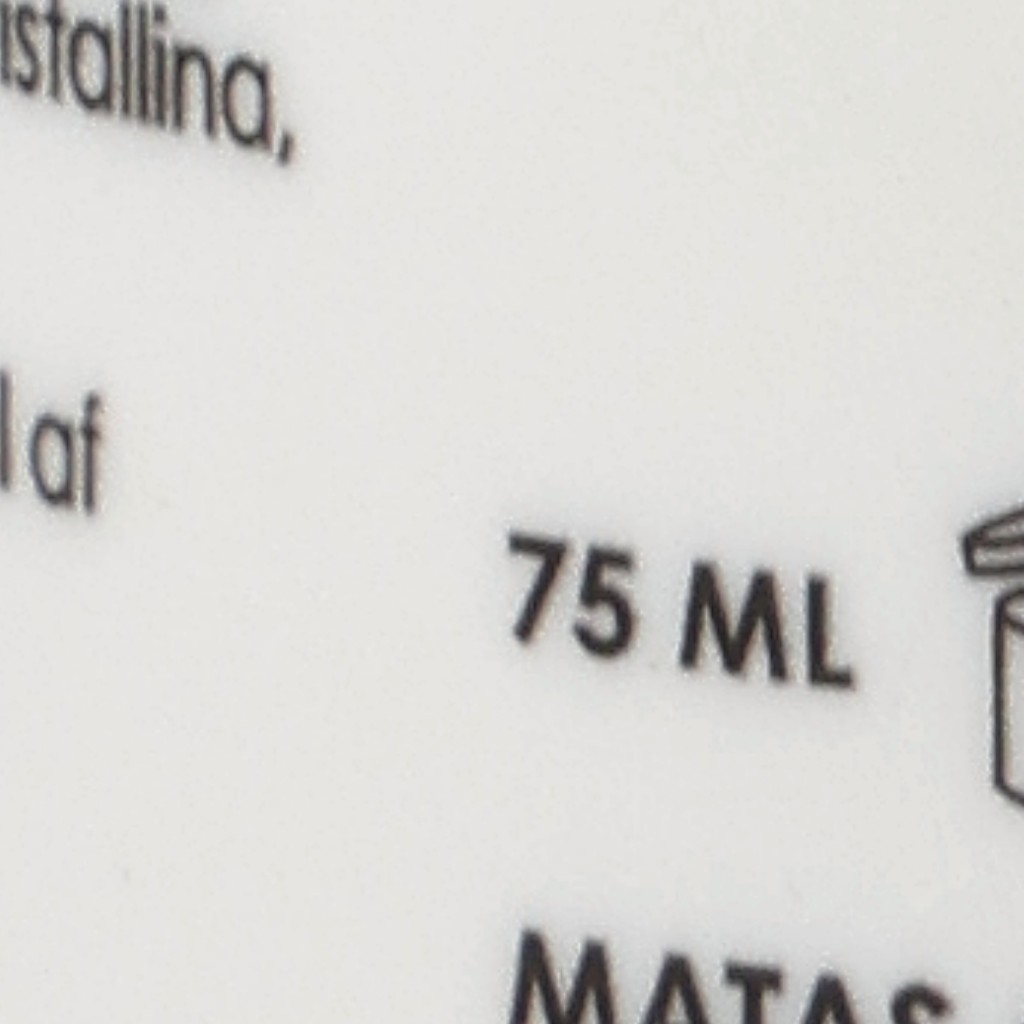 istallina,
l af
75 ML
MATAS